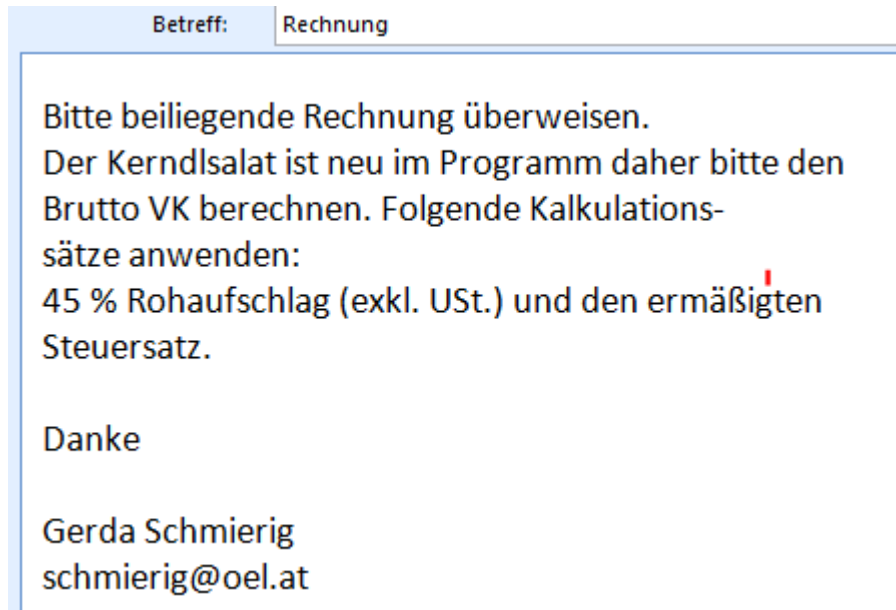 Betreff: Rechnung
Bitte beiliegende Rechnung überweisen.
Der Kerndlsalat ist neu im Programm daher bitte den
Brutto VK berechnen. Folgende Kalkulations-
sätze anwenden:
45 % Rohaufschlag (exkl. USt.) und den ermäßigten
Steuersatz.
Danke
Gerda Schmierig
schmierig@oel.at